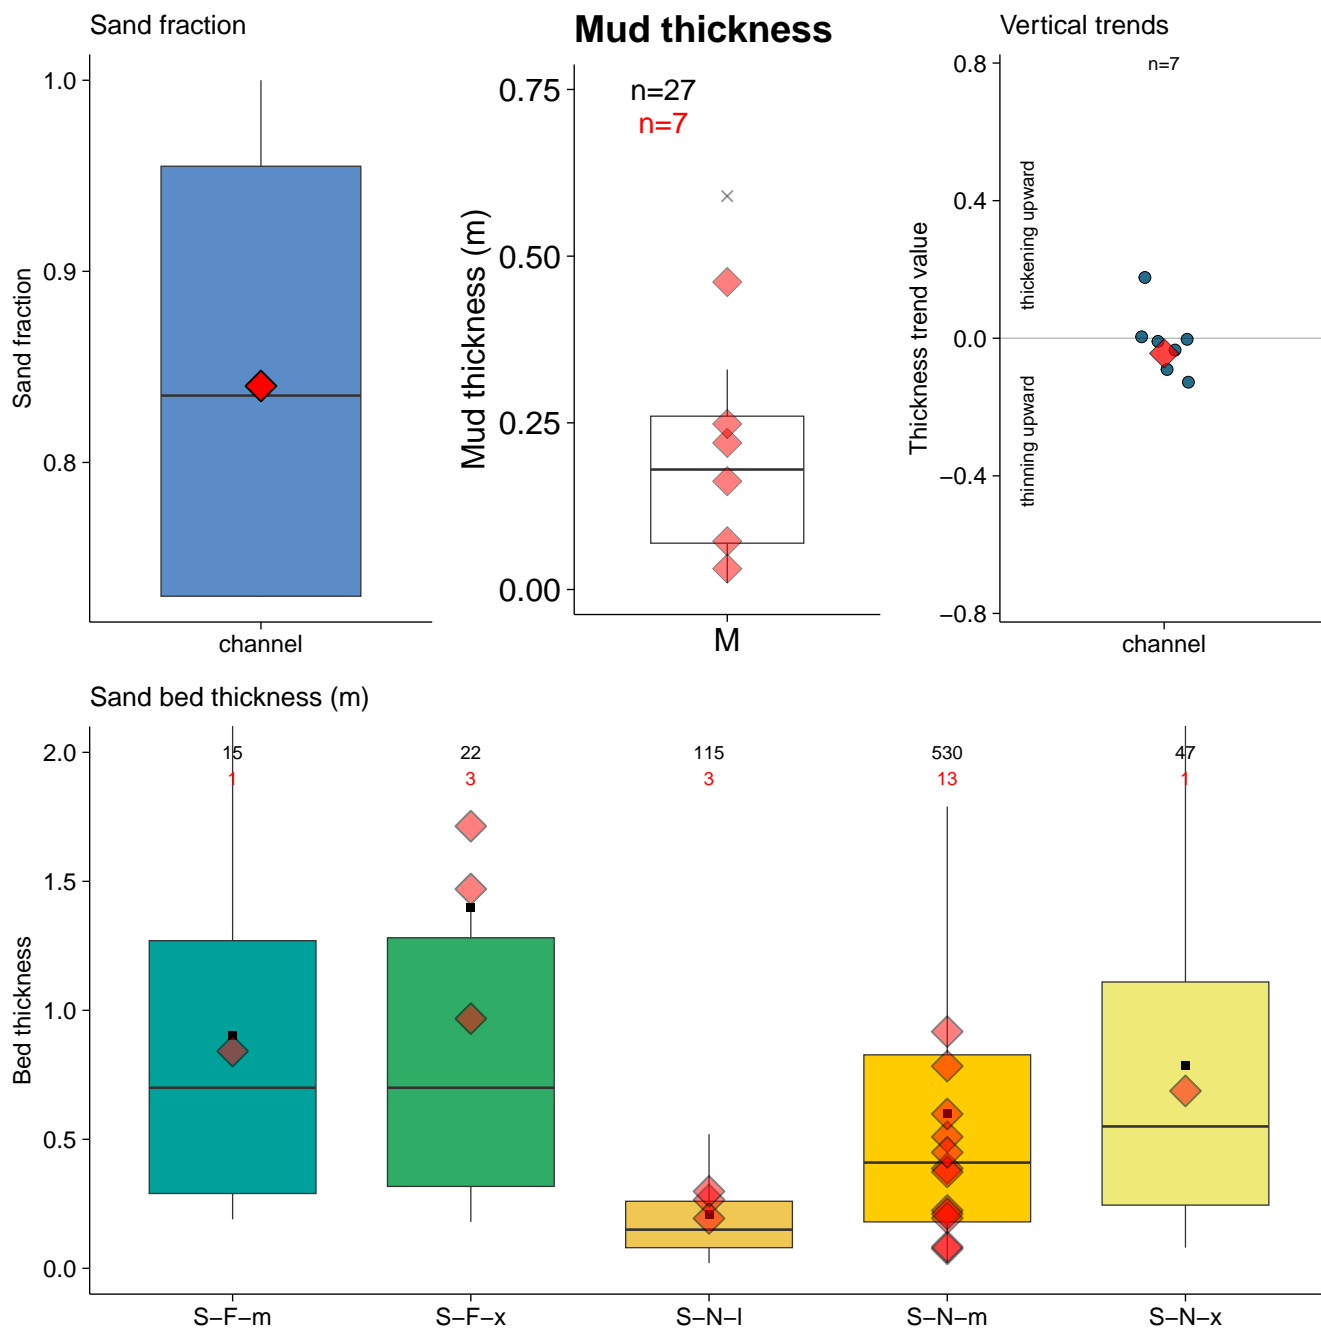 Sand fraction
Sand fraction
1.0
0.9
0.8
channel
Mud thickness
Mud thickness (m)
n=27
n=7
0.75
0.50
0.25
0.00
M
Vertical trends
Thickness trend value
n=7
thickening upward
thinning upward
0.8
0.4
0.0
−0.4
−0.8
channel
Sand bed thickness (m)
Bed thickness
2.0
1.5
1.0
0.5
0.0
15 22 115 530 47
1 3 3 13 1
S−F−m S−F−x S−N−l S−N−m S−N−x